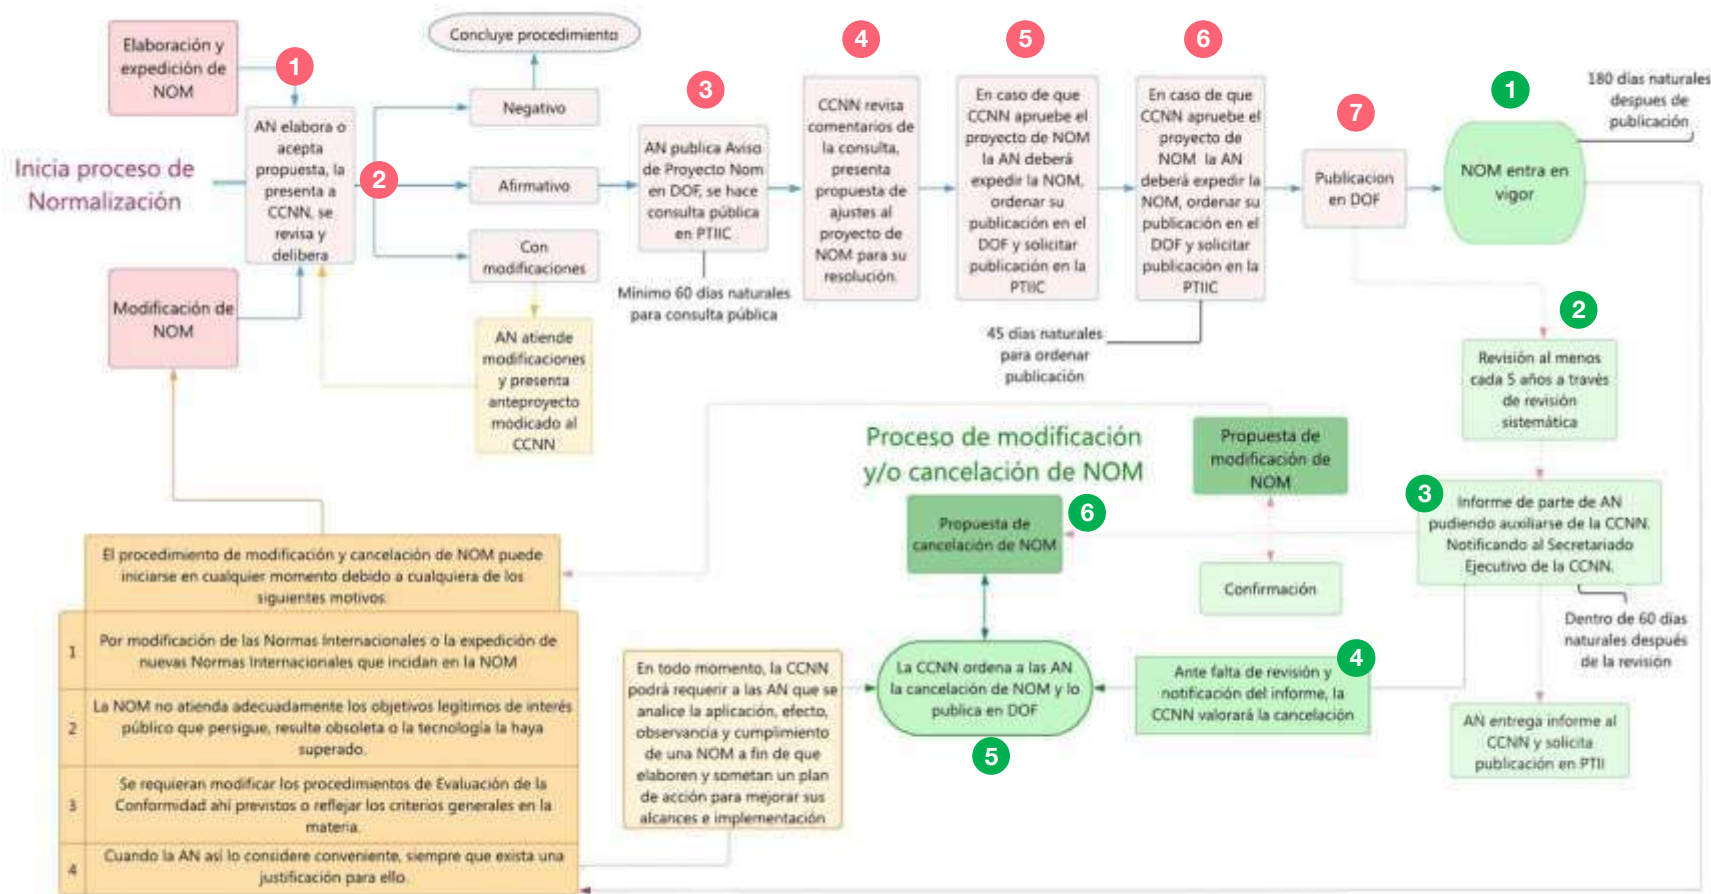 Elaboración y
expedición de
NOM
1
Concluye procedimiento
Negativo
AN elabora o
acepta
propuesta, la
presenta a
CCNN, se
revisa y
delibera
Inicia proceso de
Normalización
2
Afirmativo
Con
modificaciones
Modificación de
NOM
AN atiende
modificaciones
y presenta
anteproyecto
modicado al
CCNN
3
AN publica Aviso
de Proyecto Nom
en DOF, se hace
consulta pública
en PTIIC
Mínimo 60 días naturales
para consulta pública
4
CCNN revisa
comentarios de
la consulta,
presenta
propuesta de
ajustes al
proyecto de
NOM para su
resolución.
5
En caso de que
CCNN apruebe el
proyecto de NOM
la AN deberá
expedir la NOM,
ordenar su
publicación en el
DOF y solicitar
publicación en la
PTIIC
6
En caso de que
CCNN apruebe el
proyecto de
NOM la AN
deberá expedir la
NOM, ordenar su
publicación en el
DOF y solicitar
publicación en la
PTIIC
45 días naturales
para ordenar
publicación
7
Publicacion
en DOF
1
NOM entra en
vigor
180 días naturales
despues de
publicación
2
Revisión al menos
cada 5 años a través
de revisión
sistemática
Proceso de modificación
y/o cancelación de NOM
Propuesta de
modificación de
NOM
3
Informe de parte de AN
pudiendo auxiliarse de la CCNN.
Notificando al Secretariado
Ejecutivo de la CCNN.
6
Propuesta de
cancelación de NOM
Confirmación
Dentro de 60 días
naturales después
de la revisión
4
Ante falta de revisión y
notificación del informe, la
CCNN valorará la cancelación
La CCNN ordena a las AN
la cancelación de NOM y lo
publica en DOF
5
AN entrega informe al
CCNN y solicita
publicación en PTII
En todo momento, la CCNN
podrá requerir a las AN que se
analice la aplicación, efecto,
observancia y cumplimiento
de una NOM a fin de que
elaboren y sometan un plan
de acción para mejorar sus
alcances e implementación
El procedimiento de modificación y cancelación de NOM puede
iniciarse en cualquier momento debido a cualquiera de los
siguientes motivos:
1
Por modificación de las Normas Internacionales o la expedición de
nuevas Normas Internacionales que incidan en la NOM
2
La NOM no atienda adecuadamente los objetivos legítimos de interés
público que persigue, resulte obsoleta o la tecnología la haya
superado.
3
Se requieran modificar los procedimientos de Evaluación de la
Conformidad ahí previstos o reflejar los criterios generales en la
materia.
4
Cuando la AN así lo considere conveniente, siempre que exista una
justificación para ello.